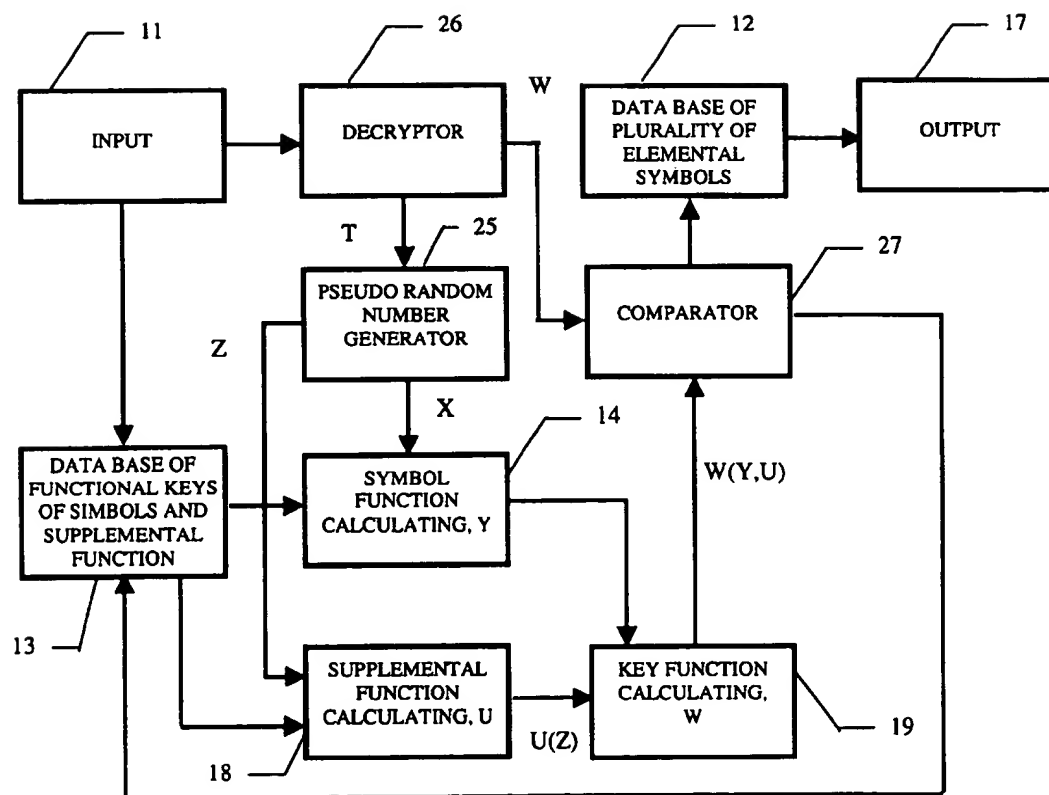 11
26
12
17
W
INPUT
DECRYPTOR
DATA BASE OF
PLURALITY OF
ELEMENTAL
SYMBOLS
OUTPUT
T
25
27
PSEUDO RANDOM
NUMBER
GENERATOR
COMPARATOR
Z
X
14
DATA BASE OF
FUNCTIONAL KEYS
OF SIMBOLS AND
SUPPLEMENTAL
FUNCTION
SYMBOL
FUNCTION
CALCULATING, Y
W(Y,U)
13
SUPPLEMENTAL
FUNCTION
CALCULATING, U
KEY FUNCTION
CALCULATING,
W
U(Z)
19
18